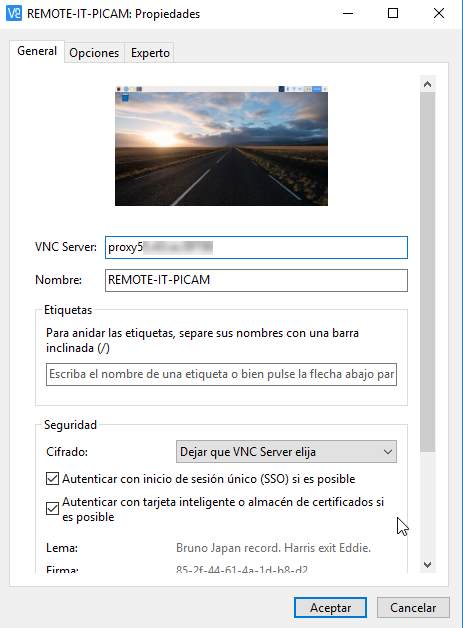 REMOTE-IT-PICAM: Propiedades
General
Opciones
Experto
VNC Server:
proxy5
Nombre:
REMOTE-IT-PICAM
Etiquetas
Para anidar las etiquetas, separe sus nombres con una barra
inclinada (/)
Escriba el nombre de una etiqueta o bien pulse la flecha abajo par
Seguridad
Cifrado:
Dejar que VNC Server elija
Autenticar con inicio de sesión único (SSO) si es posible
Autenticar con tarjeta inteligente o almacén de certificados si
es posible
Lema:
Bruno Japan record. Harris exit Eddie.
Firma:
85-2f-44-61-4a-1d-b8-d2
Aceptar
Cancelar